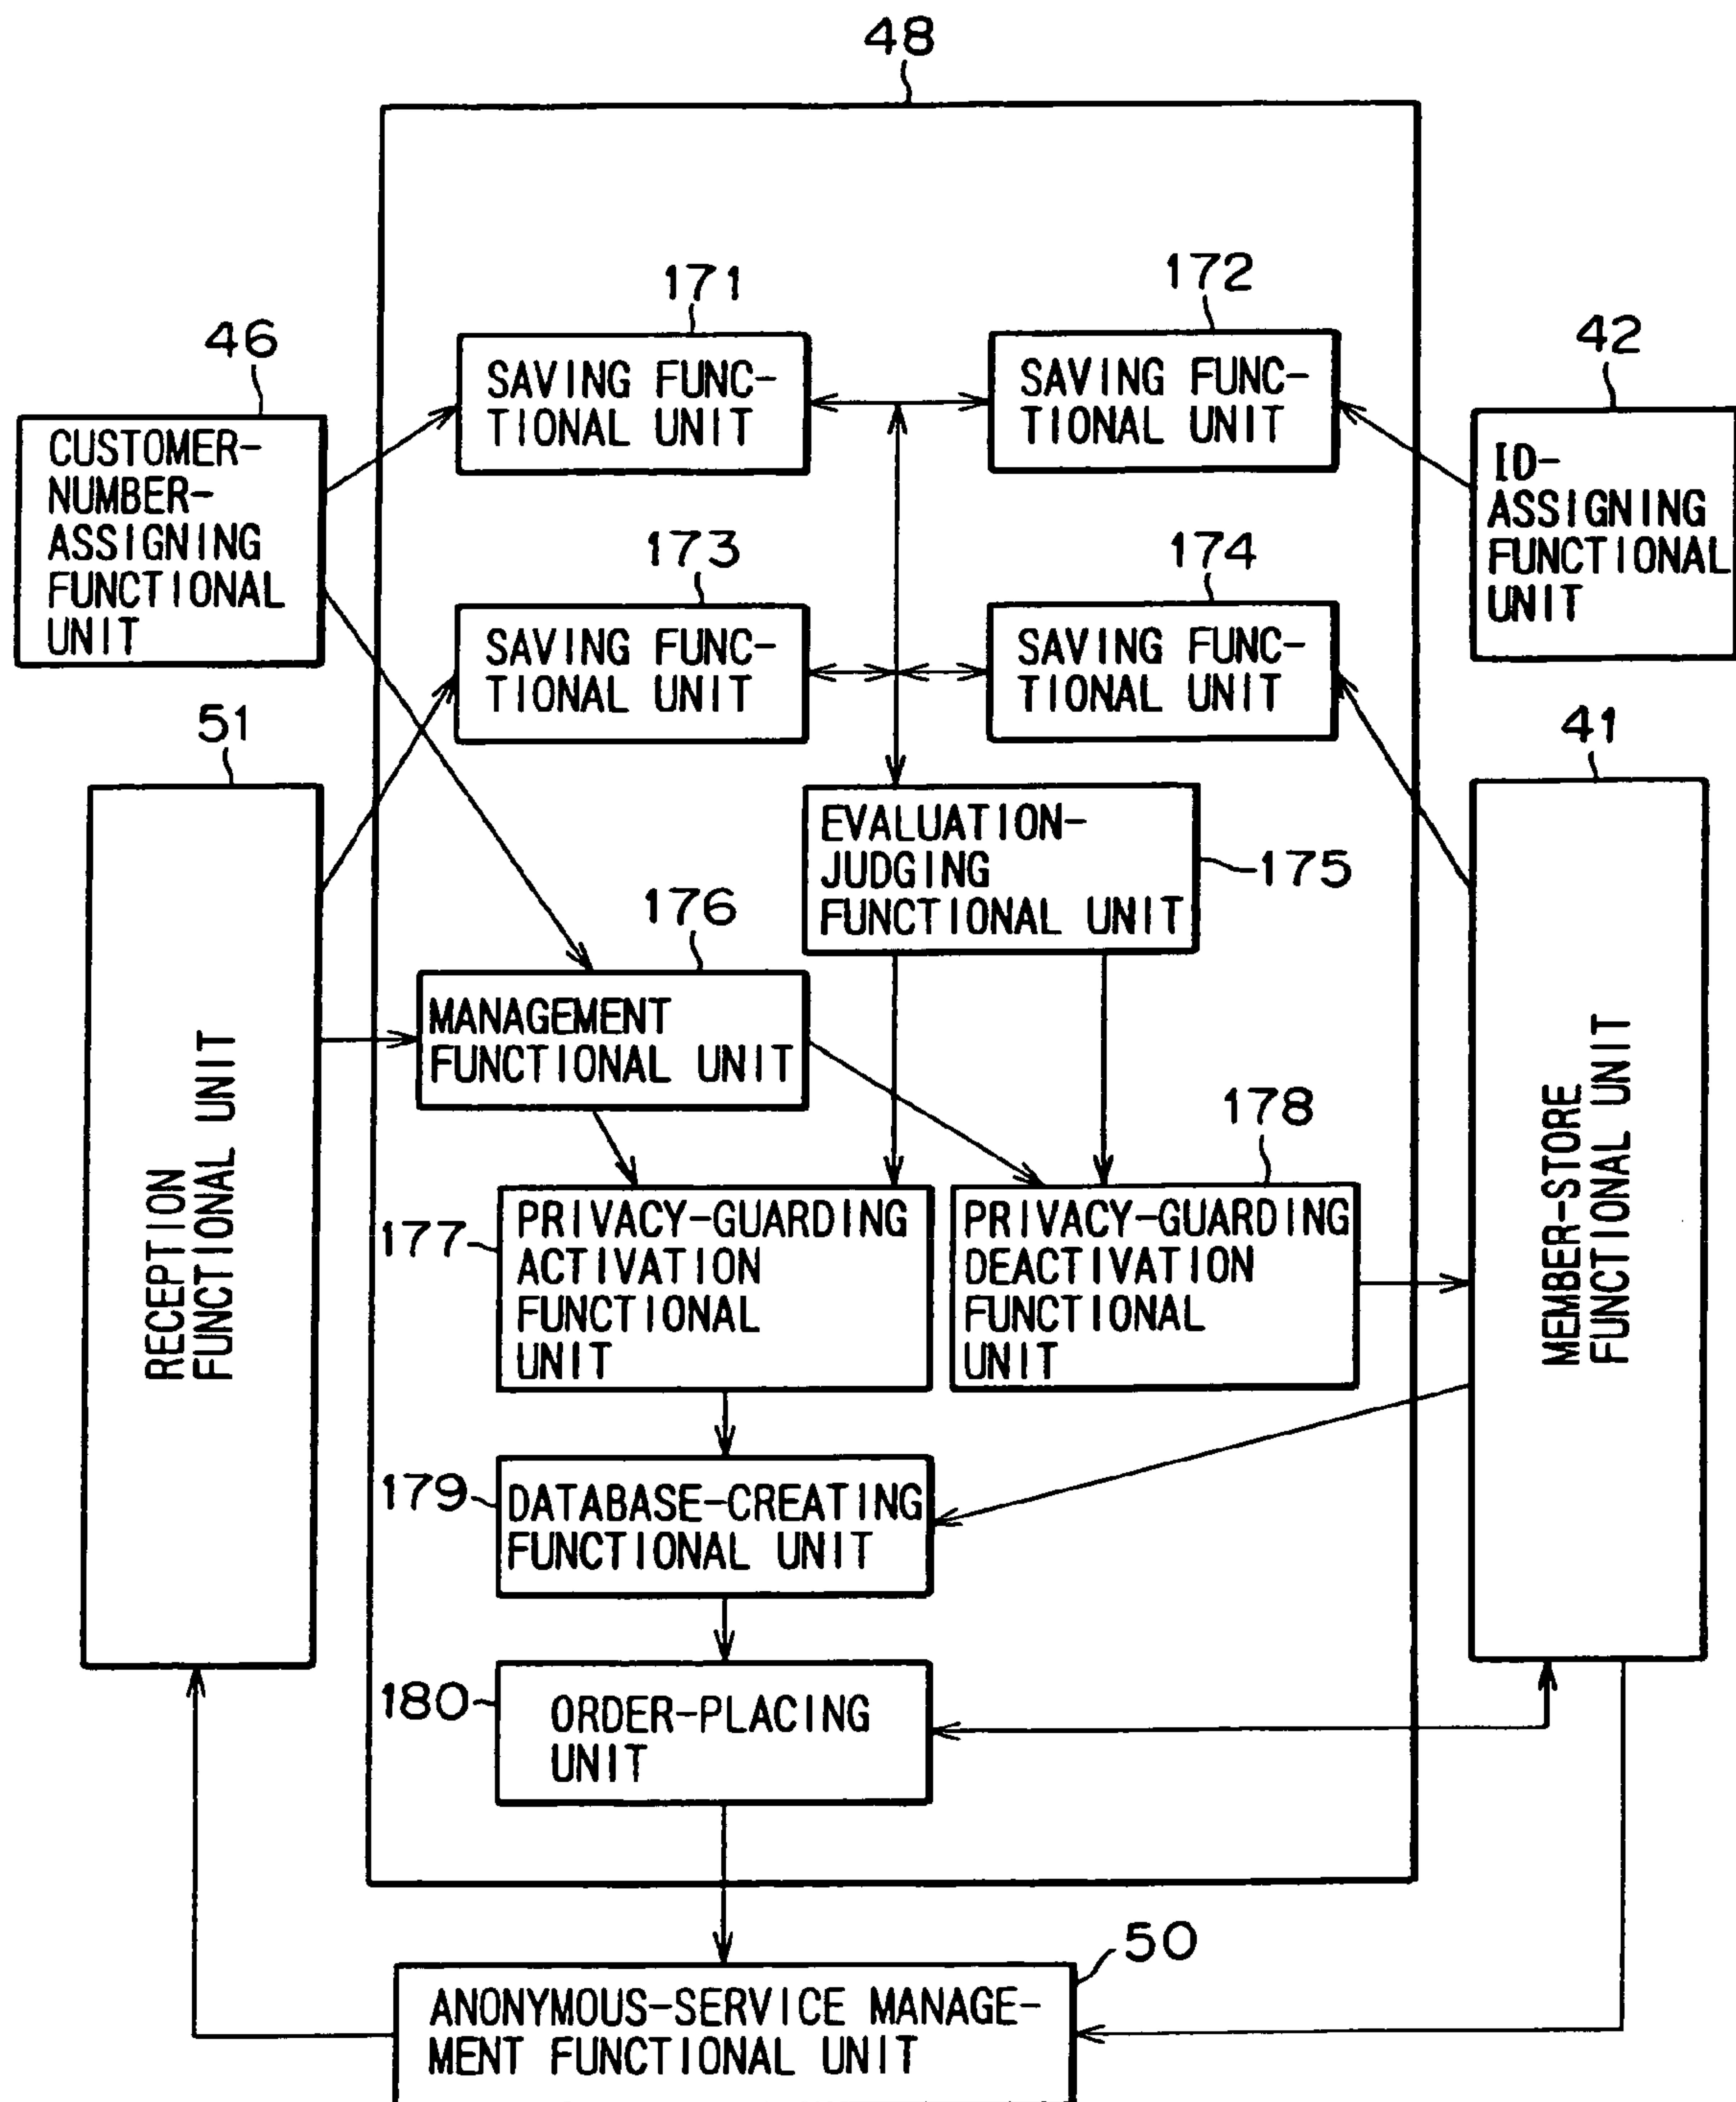 48
171
172
46
42
SAVING FUNC-
TIONAL UNIT
SAVING FUNC-
TIONAL UNIT
CUSTOMER-
NUMBER-
ASSIGNING
FUNCTIONAL
UNIT
ID-
ASSIGNING
FUNCTIONAL
UNIT
173
174
SAVING FUNC-
TIONAL UNIT
SAVING FUNC-
TIONAL UNIT
51
41
EVALUATION-
JUDGING
FUNCTIONAL UNIT
175
176
MANAGEMENT
FUNCTIONAL UNIT
RECEPTION
FUNCTIONAL UNIT
MEMBER-STORE
FUNCTIONAL UNIT
178
177
PRIVACY-GUARDING
ACTIVATION
FUNCTIONAL
UNIT
PRIVACY-GUARDING
DEACTIVATION
FUNCTIONAL
UNIT
179
DATABASE-CREATING
FUNCTIONAL UNIT
180
ORDER-PLACING
UNIT
50
ANONYMOUS-SERVICE MANAGE-
MENT FUNCTIONAL UNIT